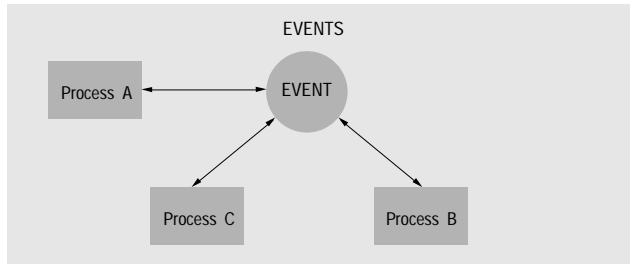 EVENTS
EVENT
Process A
Process C
Process B